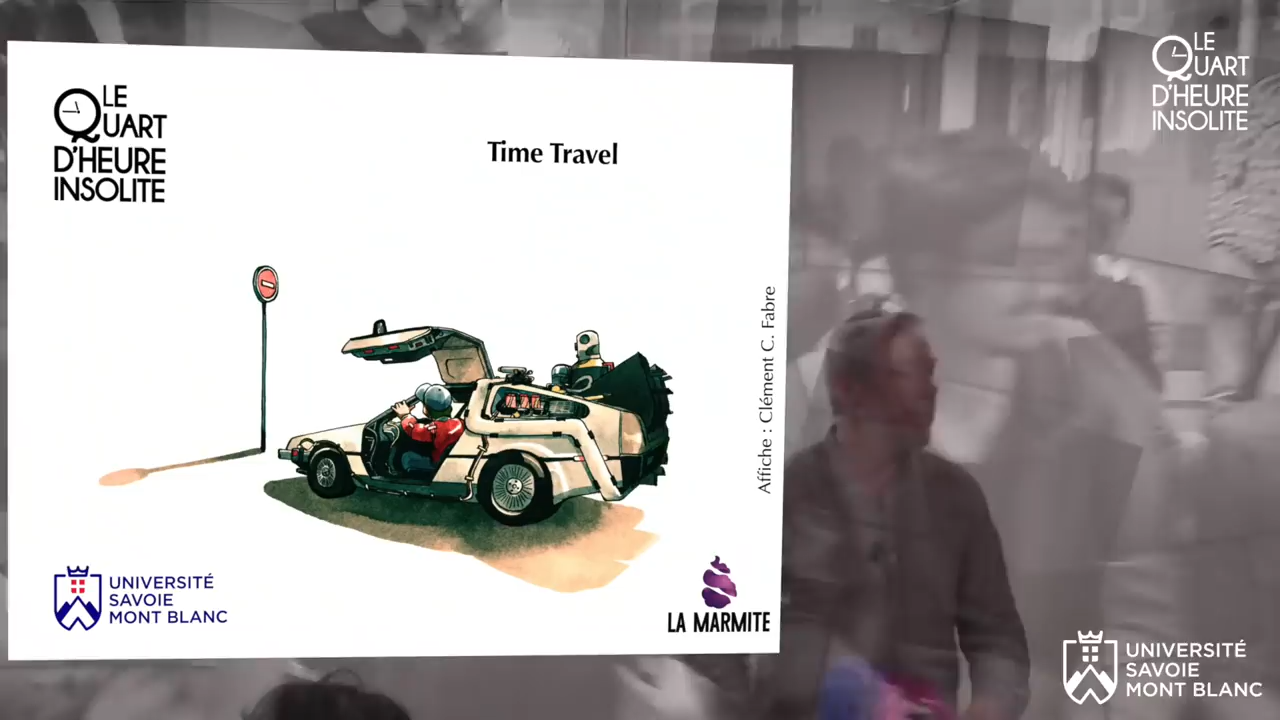 LE
QUART
D'HEURE
INSOLITE
Time Travel
Affiche : Clément C. Fabre
UNIVERSITÉ
SAVOIE
MONT BLANC
LA MARMITE
LE
QUART
D'HEURE
INSOLITE
UNIVERSITÉ
SAVOIE
MONT BLANC